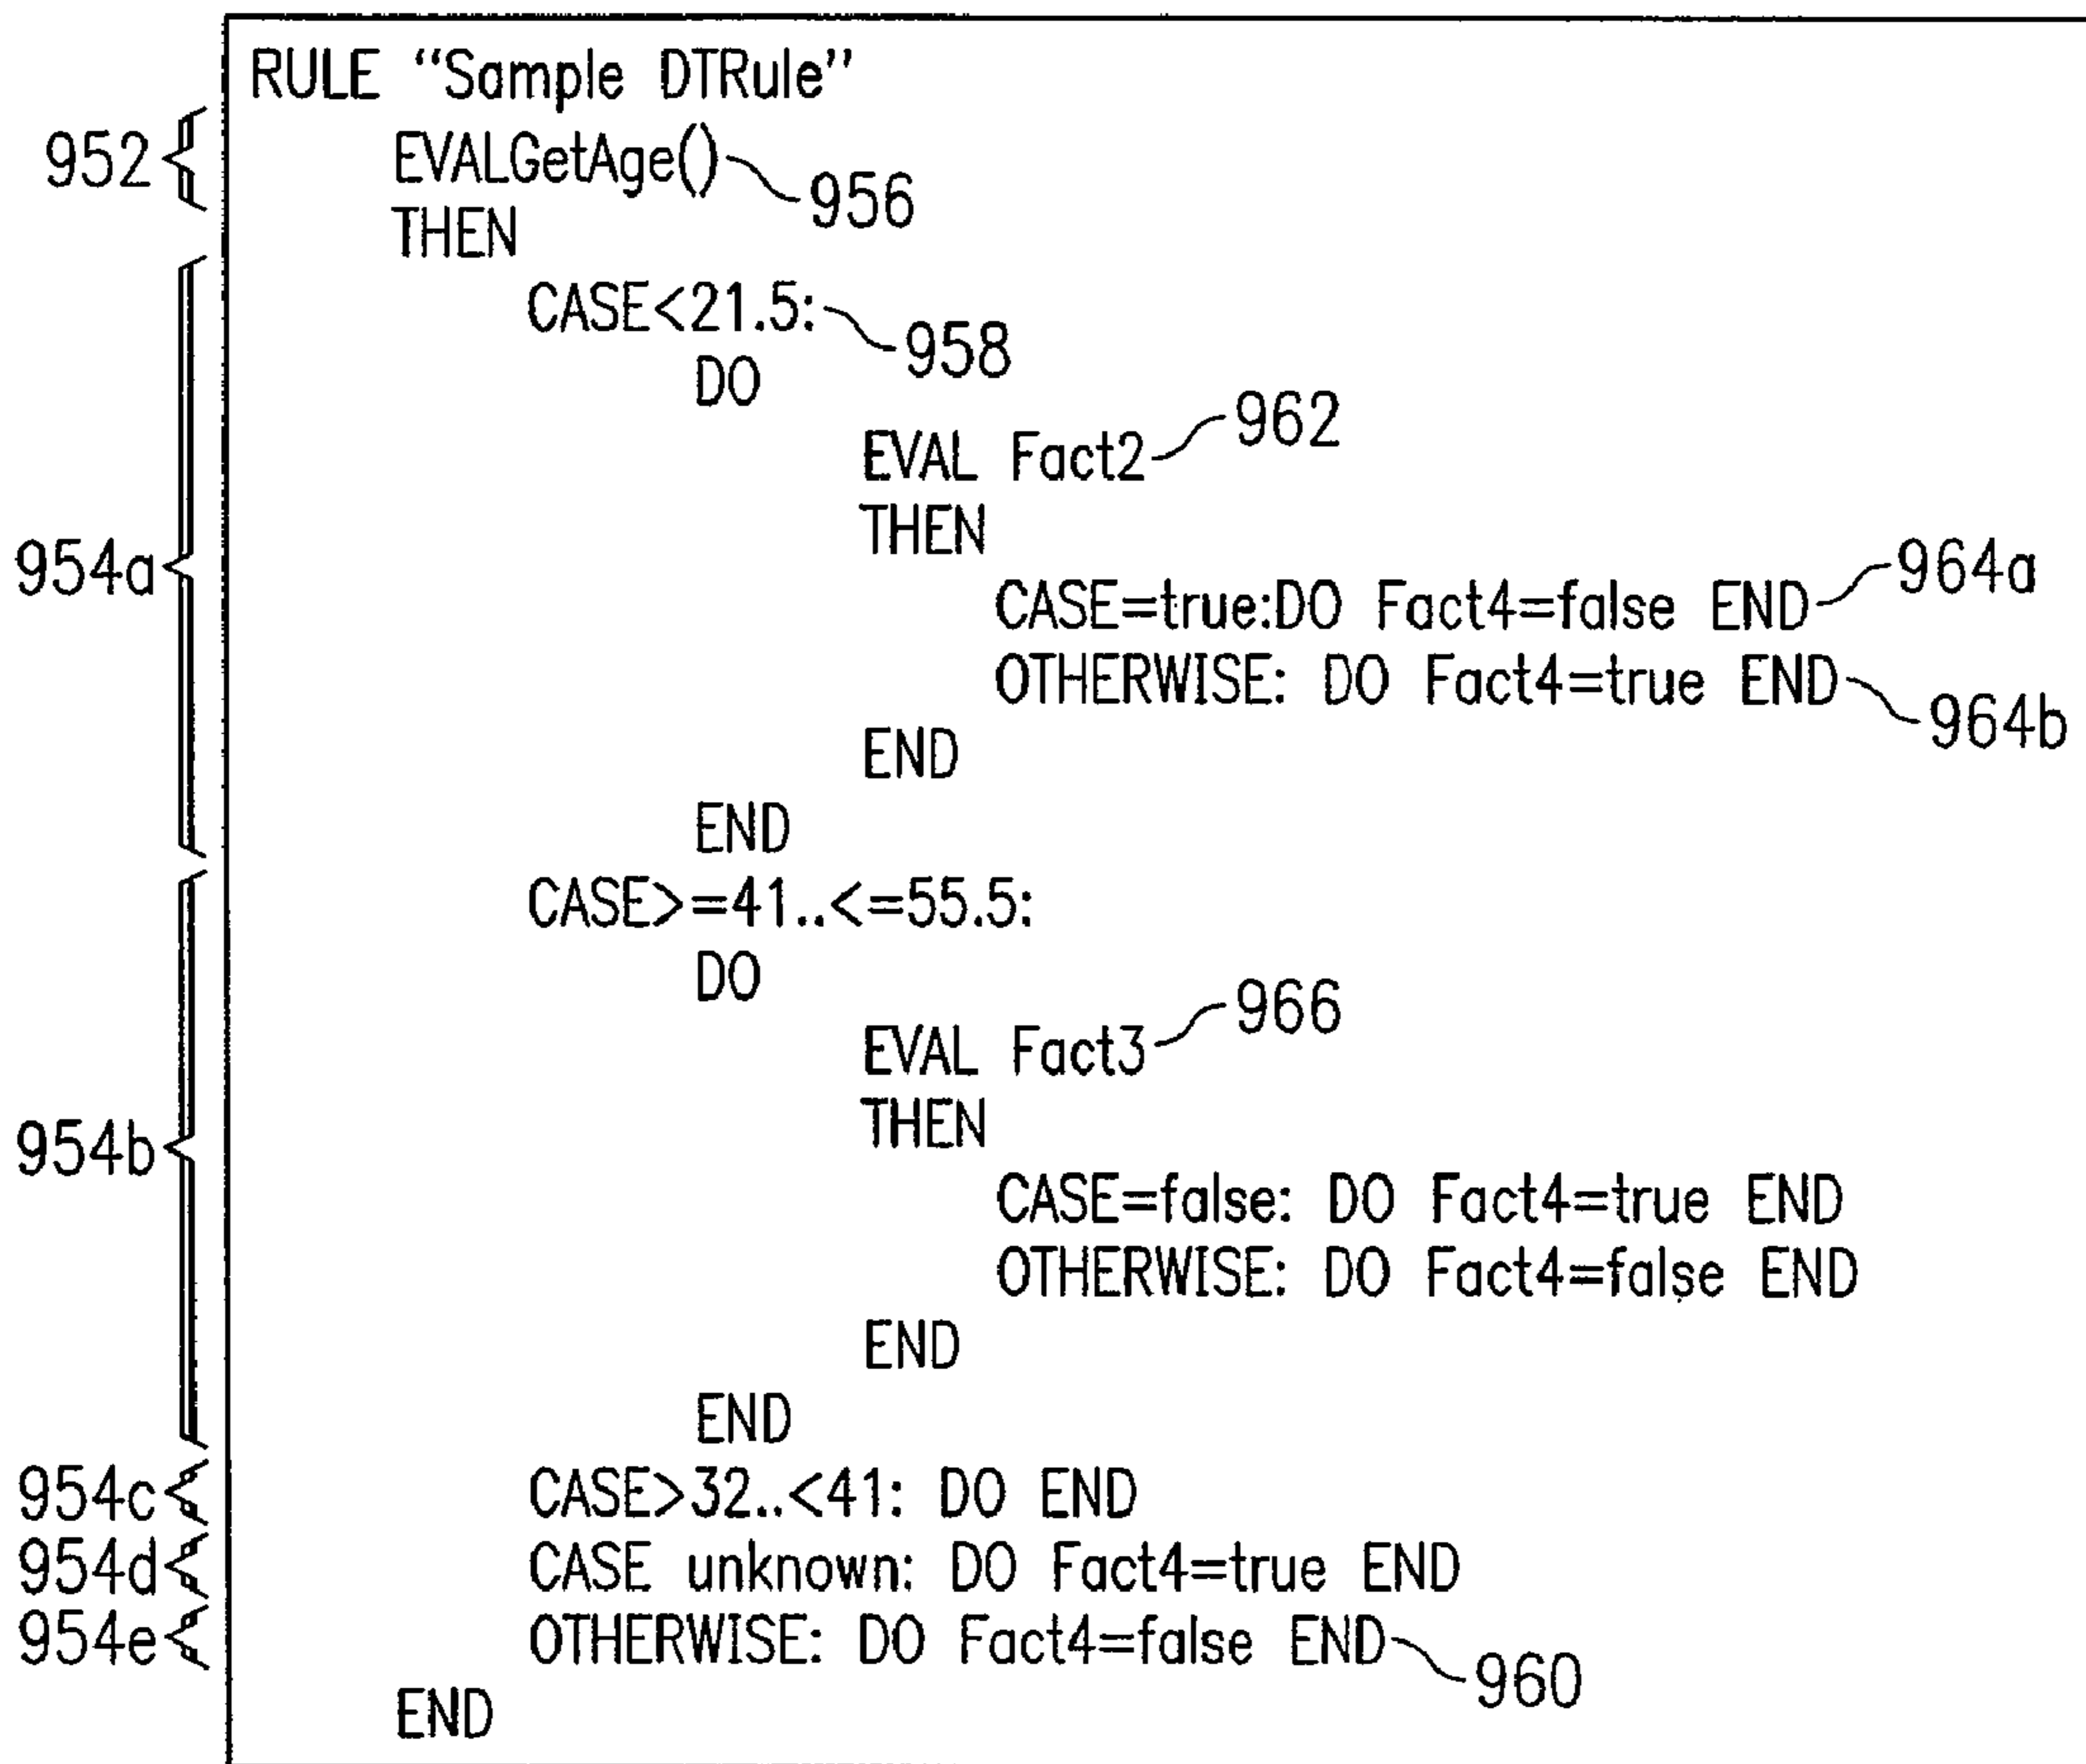 RULE “Sample DTRule”
952
EVALGetAge()
956
THEN
CASE<21.5:
958
DO
962
EVAL Fact2
THEN
954a
964a
CASE=true:DO Fact4=false END
OTHERWISE: DO Fact4=true END
964b
END
END
CASE>=41..<=55.5:
DO
966
EVAL Fact3
THEN
954b
CASE=false: DO Fact4=true END
OTHERWISE: DO Fact4=false END
END
END
954c CASE>32..<41: DO END
954d CASE unknown: DO Fact4=true END
954e OTHERWISE: DO Fact4=false END
960
END